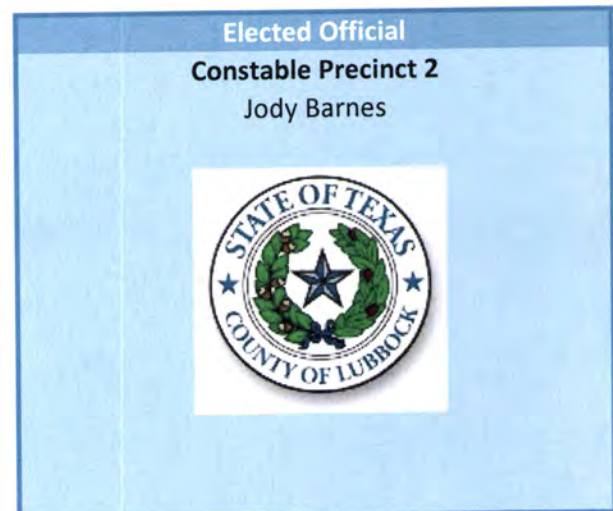 Elected Official
Constable Precinct 2
Jody Barnes
STATE OF TEXAS
COUNTY OF LUBBOCK